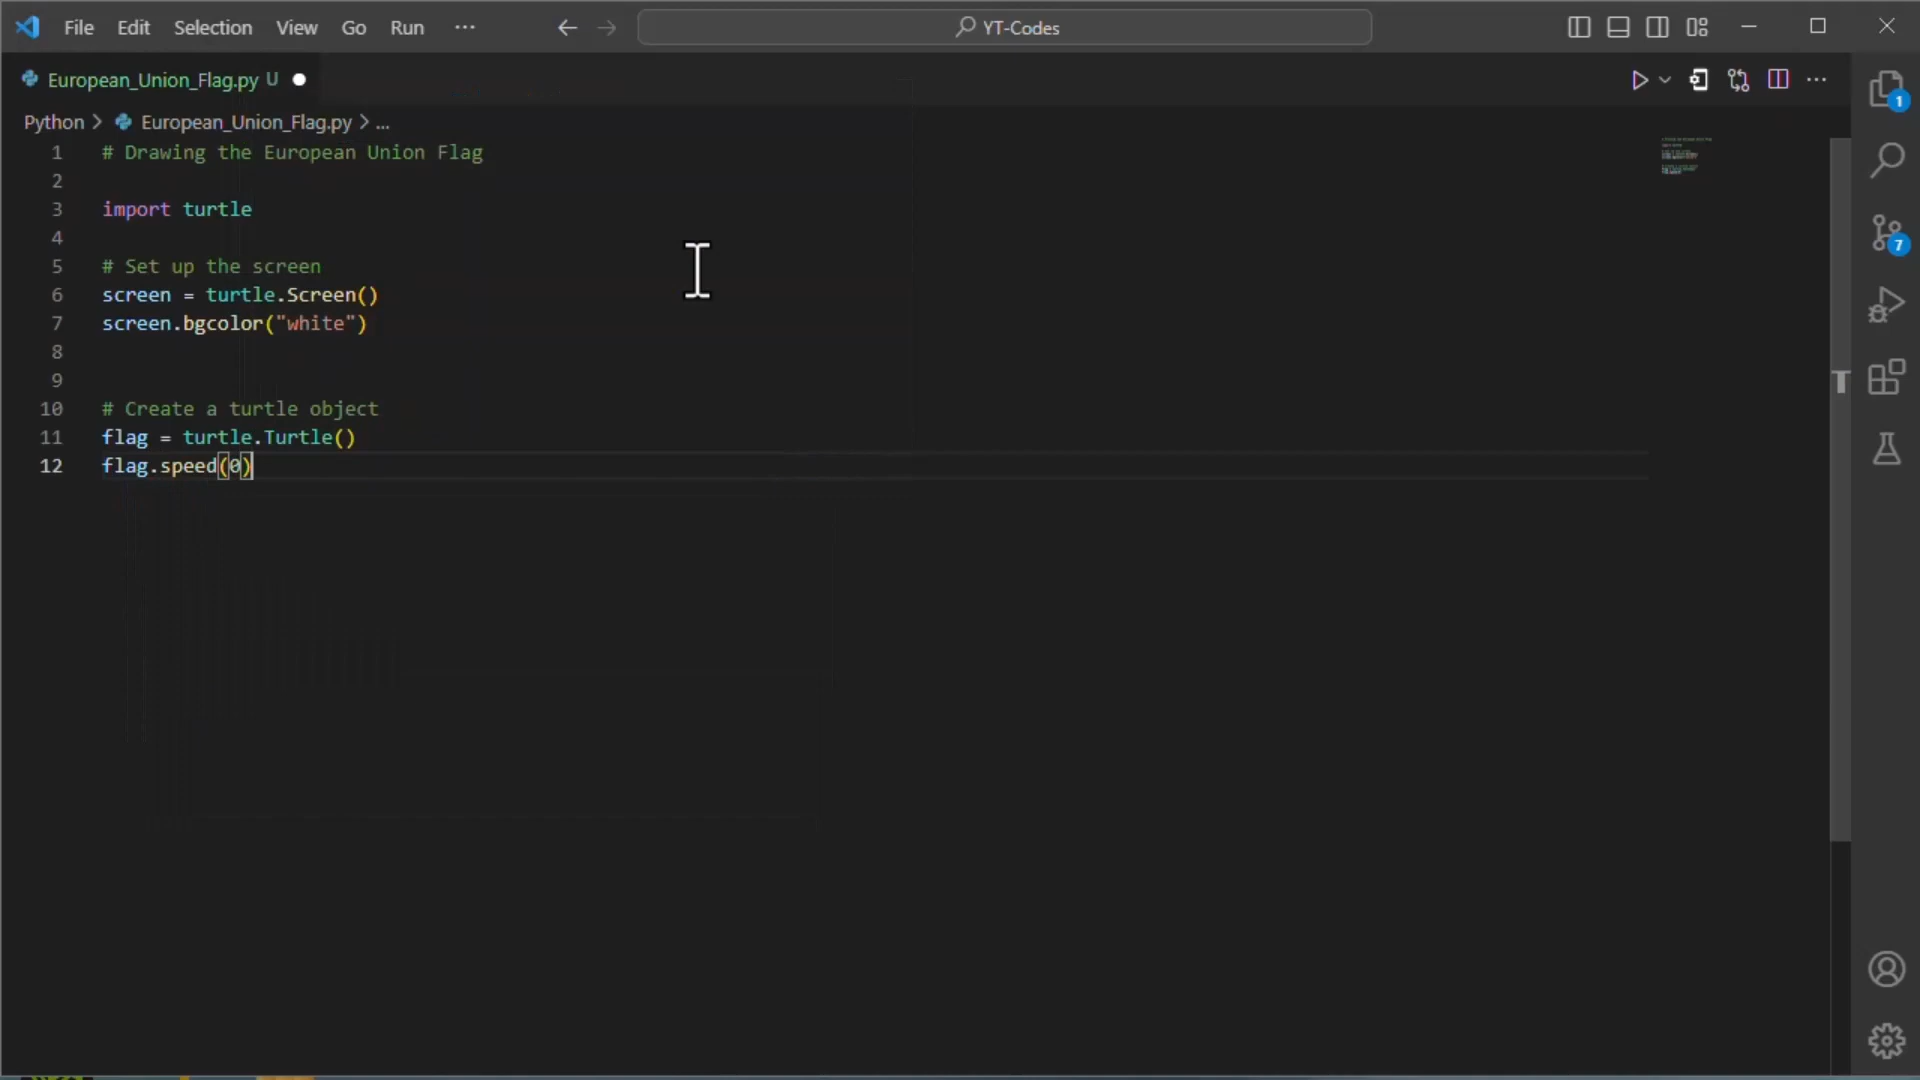 File Edit Selection View Go Run ··· YT-Codes
European_Union_Flag.py U
Python > European_Union_Flag.py > ...
1 # Drawing the European Union Flag
2
3 import turtle
4
5 # Set up the screen
6 screen = turtle.Screen()
7 screen.bgcolor("white")
8
9
10 # Create a turtle object
11 flag = turtle.Turtle()
12 flag.speed(0)
1
7